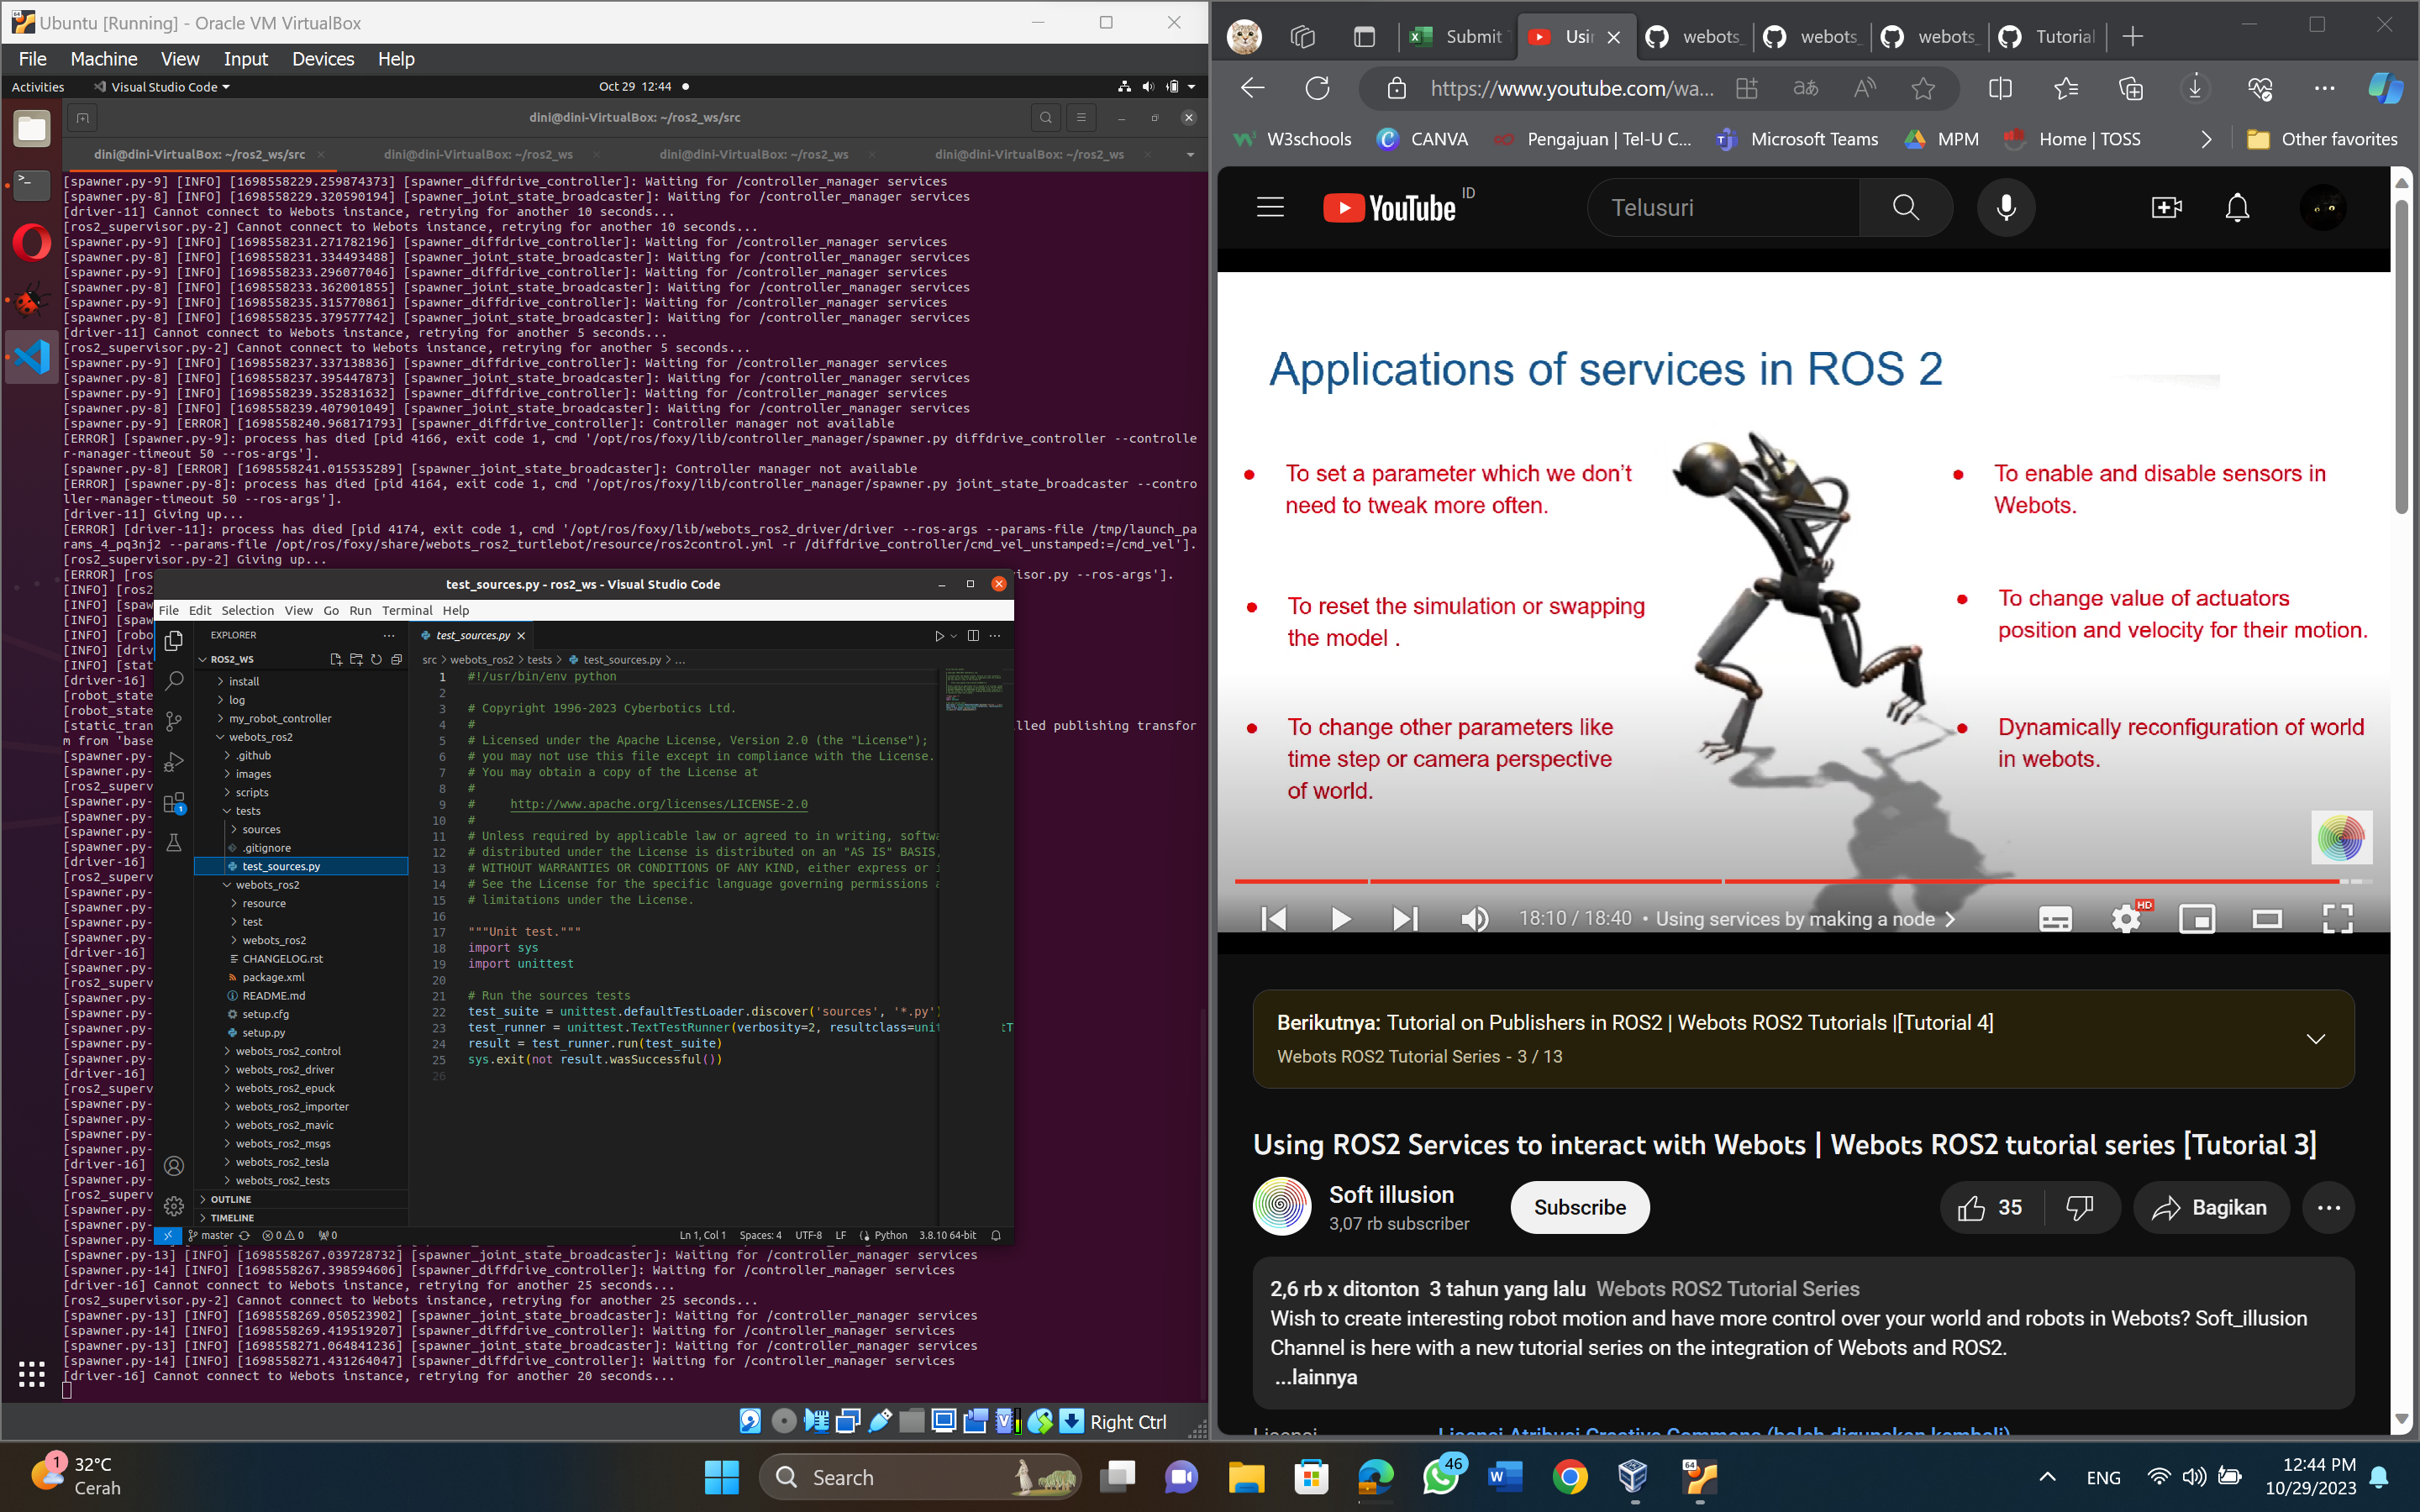 Ubuntu [Running] - Oracle VM VirtualBox
File Machine View Input Devices Help
Activities Visual Studio Code Oct 29 12:44
dini@dini-VirtualBox: ~/ros2_ws/src
dini@dini-VirtualBox: ~/ros2_ws/src dini@dini-VirtualBox: ~/ros2_ws dini@dini-VirtualBox: ~/ros2_ws dini@dini-VirtualBox: ~/ros2_ws
[spawner.py-9] [INFO] [1698558229.259874373] [spawner_diffdrive_controller]: Waiting for /controller_manager services
[spawner.py-8] [INFO] [1698558229.320590194] [spawner_joint_state_broadcaster]: Waiting for /controller_manager services
[driver-11] Cannot connect to Webots instance, retrying for another 10 seconds...
[ros2_supervisor.py-2] Cannot connect to Webots instance, retrying for another 10 seconds...
[spawner.py-9] [INFO] [1698558231.271782196] [spawner_diffdrive_controller]: Waiting for /controller_manager services
[spawner.py-8] [INFO] [1698558231.334493488] [spawner_joint_state_broadcaster]: Waiting for /controller_manager services
[spawner.py-9] [INFO] [1698558233.296077046] [spawner_diffdrive_controller]: Waiting for /controller_manager services
[spawner.py-8] [INFO] [1698558233.362001855] [spawner_joint_state_broadcaster]: Waiting for /controller_manager services
[spawner.py-9] [INFO] [1698558235.315770861] [spawner_diffdrive_controller]: Waiting for /controller_manager services
[spawner.py-8] [INFO] [1698558235.379577742] [spawner_joint_state_broadcaster]: Waiting for /controller_manager services
[driver-11] Cannot connect to Webots instance, retrying for another 5 seconds...
[ros2_supervisor.py-2] Cannot connect to Webots instance, retrying for another 5 seconds...
[spawner.py-9] [INFO] [1698558237.337138836] [spawner_diffdrive_controller]: Waiting for /controller_manager services
[spawner.py-8] [INFO] [1698558237.395447873] [spawner_joint_state_broadcaster]: Waiting for /controller_manager services
[spawner.py-9] [INFO] [1698558239.352831632] [spawner_diffdrive_controller]: Waiting for /controller_manager services
[spawner.py-8] [INFO] [1698558239.407901049] [spawner_joint_state_broadcaster]: Waiting for /controller_manager services
[spawner.py-9] [ERROR] [1698558240.968171793] [spawner_diffdrive_controller]: Controller manager not available
[ERROR] [spawner.py-9]: process has died [pid 4166, exit code 1, cmd '/opt/ros/foxy/lib/controller_manager/spawner.py diffdrive_controller --controlle
r-manager-timeout 50 --ros-args'].
[spawner.py-8] [ERROR] [1698558241.015535289] [spawner_joint_state_broadcaster]: Controller manager not available
[ERROR] [spawner.py-8]: process has died [pid 4164, exit code 1, cmd '/opt/ros/foxy/lib/controller_manager/spawner.py joint_state_broadcaster --contro
ller-manager-timeout 50 --ros-args'].
[driver-11] Giving up...
[ERROR] [driver-11]: process has died [pid 4174, exit code 1, cmd '/opt/ros/foxy/lib/webots_ros2_driver/driver --ros-args --params-file /tmp/launch_pa
rams_4_pq3nj2 --params-file /opt/ros/foxy/share/webots_ros2_turtlebot/resource/ros2control.yml -r /diffdrive_controller/cmd_vel_unstamped:=/cmd_vel'].
[ros2_supervisor.py-2] Giving up...
[ERROR] [ros isor.py --ros-args'].
[INFO] [ros2
[INFO] [spaw
[INFO] [spaw
[INFO] [robo
[INFO] [driv
[INFO] [stat
[driver-16]
[robot_state
[robot_state
[static_tran lled publishing transfor
m from 'base
[spawner.py-
[spawner.py-
[ros2_superv
[spawner.py-
[spawner.py-
[spawner.py-
[spawner.py-
[driver-16]
[ros2_superv
[spawner.py-
[spawner.py-
[spawner.py-
[spawner.py-
[driver-16]
[spawner.py-
[ros2_superv
[spawner.py-
[spawner.py-
[spawner.py-
[spawner.py-
[spawner.py-
[driver-16]
[ros2_superv
[spawner.py-
[spawner.py-
[spawner.py-
[spawner.py-
[driver-16]
[spawner.py-
[ros2_superv
[spawner.py-
[spawner.py-
[spawner.py-
test_sources.py - ros2_ws - Visual Studio Code
File Edit Selection View Go Run Terminal Help
EXPLORER
ROS2_WS
install
log
my_robot_controller
webots_ros2
.github
images
scripts
tests
sources
.gitignore
test_sources.py
webots_ros2
resource
test
webots_ros2
CHANGELOG.rst
package.xml
README.md
setup.cfg
setup.py
webots_ros2_control
webots_ros2_driver
webots_ros2_epuck
webots_ros2_importer
webots_ros2_mavic
webots_ros2_msgs
webots_ros2_tesla
webots_ros2_tests
OUTLINE
TIMELINE
test_sources.py
src > webots_ros2 > tests > test_sources.py > ...
1 #!/usr/bin/env python
2
3 # Copyright 1996-2023 Cyberbotics Ltd.
4 #
5 # Licensed under the Apache License, Version 2.0 (the "License");
6 # you may not use this file except in compliance with the License.
7 # You may obtain a copy of the License at
8 #
9 # http://www.apache.org/licenses/LICENSE-2.0
10 #
11 # Unless required by applicable law or agreed to in writing, softwa
12 # distributed under the License is distributed on an "AS IS" BASIS,
13 # WITHOUT WARRANTIES OR CONDITIONS OF ANY KIND, either express or i
14 # See the License for the specific language governing permissions a
15 # limitations under the License.
16
17 """Unit test."""
18 import sys
19 import unittest
20
21 # Run the sources tests
22 test_suite = unittest.defaultTestLoader.discover('sources', '*.py')
23 test_runner = unittest.TextTestRunner(verbosity=2, resultclass=unit tT
24 result = test_runner.run(test_suite)
25 sys.exit(not result.wasSuccessful())
26
master 0 0 0 Ln 1, Col 1 Spaces: 4 UTF-8 LF Python 3.8.10 64-bit
[spawner.py-13] [INFO] [1698558267.039728732] [spawner_joint_state_broadcaster]: Waiting for /controller_manager services
[spawner.py-14] [INFO] [1698558267.398594606] [spawner_diffdrive_controller]: Waiting for /controller_manager services
[driver-16] Cannot connect to Webots instance, retrying for another 25 seconds...
[ros2_supervisor.py-2] Cannot connect to Webots instance, retrying for another 25 seconds...
[spawner.py-13] [INFO] [1698558269.050523902] [spawner_joint_state_broadcaster]: Waiting for /controller_manager services
[spawner.py-14] [INFO] [1698558269.419519207] [spawner_diffdrive_controller]: Waiting for /controller_manager services
[spawner.py-13] [INFO] [1698558271.064841236] [spawner_joint_state_broadcaster]: Waiting for /controller_manager services
[spawner.py-14] [INFO] [1698558271.431264047] [spawner_diffdrive_controller]: Waiting for /controller_manager services
[driver-16] Cannot connect to Webots instance, retrying for another 20 seconds...
Right Ctrl
Submit Usi webots_ webots_ webots_ Tutorial
https://www.youtube.com/wa...
W3schools CANVA Pengajuan | Tel-U C... Microsoft Teams MPM Home | TOSS Other favorites
YouTube ID
Telusuri
Applications of services in ROS 2
● To set a parameter which we don't
need to tweak more often.
● To reset the simulation or swapping
the model .
● To change other parameters like
time step or camera perspective
of world.
● To enable and disable sensors in
Webots.
● To change value of actuators
position and velocity for their motion.
● Dynamically reconfiguration of world
in webots.
18:10 / 18:40 • Using services by making a node
HD
Berikutnya: Tutorial on Publishers in ROS2 | Webots ROS2 Tutorials |[Tutorial 4]
Webots ROS2 Tutorial Series - 3 / 13
Using ROS2 Services to interact with Webots | Webots ROS2 tutorial series [Tutorial 3]
Soft illusion
3,07 rb subscriber
Subscribe
35
Bagikan
2,6 rb x ditonton 3 tahun yang lalu Webots ROS2 Tutorial Series
Wish to create interesting robot motion and have more control over your world and robots in Webots? Soft_illusion
Channel is here with a new tutorial series on the integration of Webots and ROS2.
...lainnya
Lisensi Lisensi Atribusi Creative Commons (boleh digunakan kembali)
1
32°C
Cerah
Search
46
ENG
12:44 PM
10/29/2023